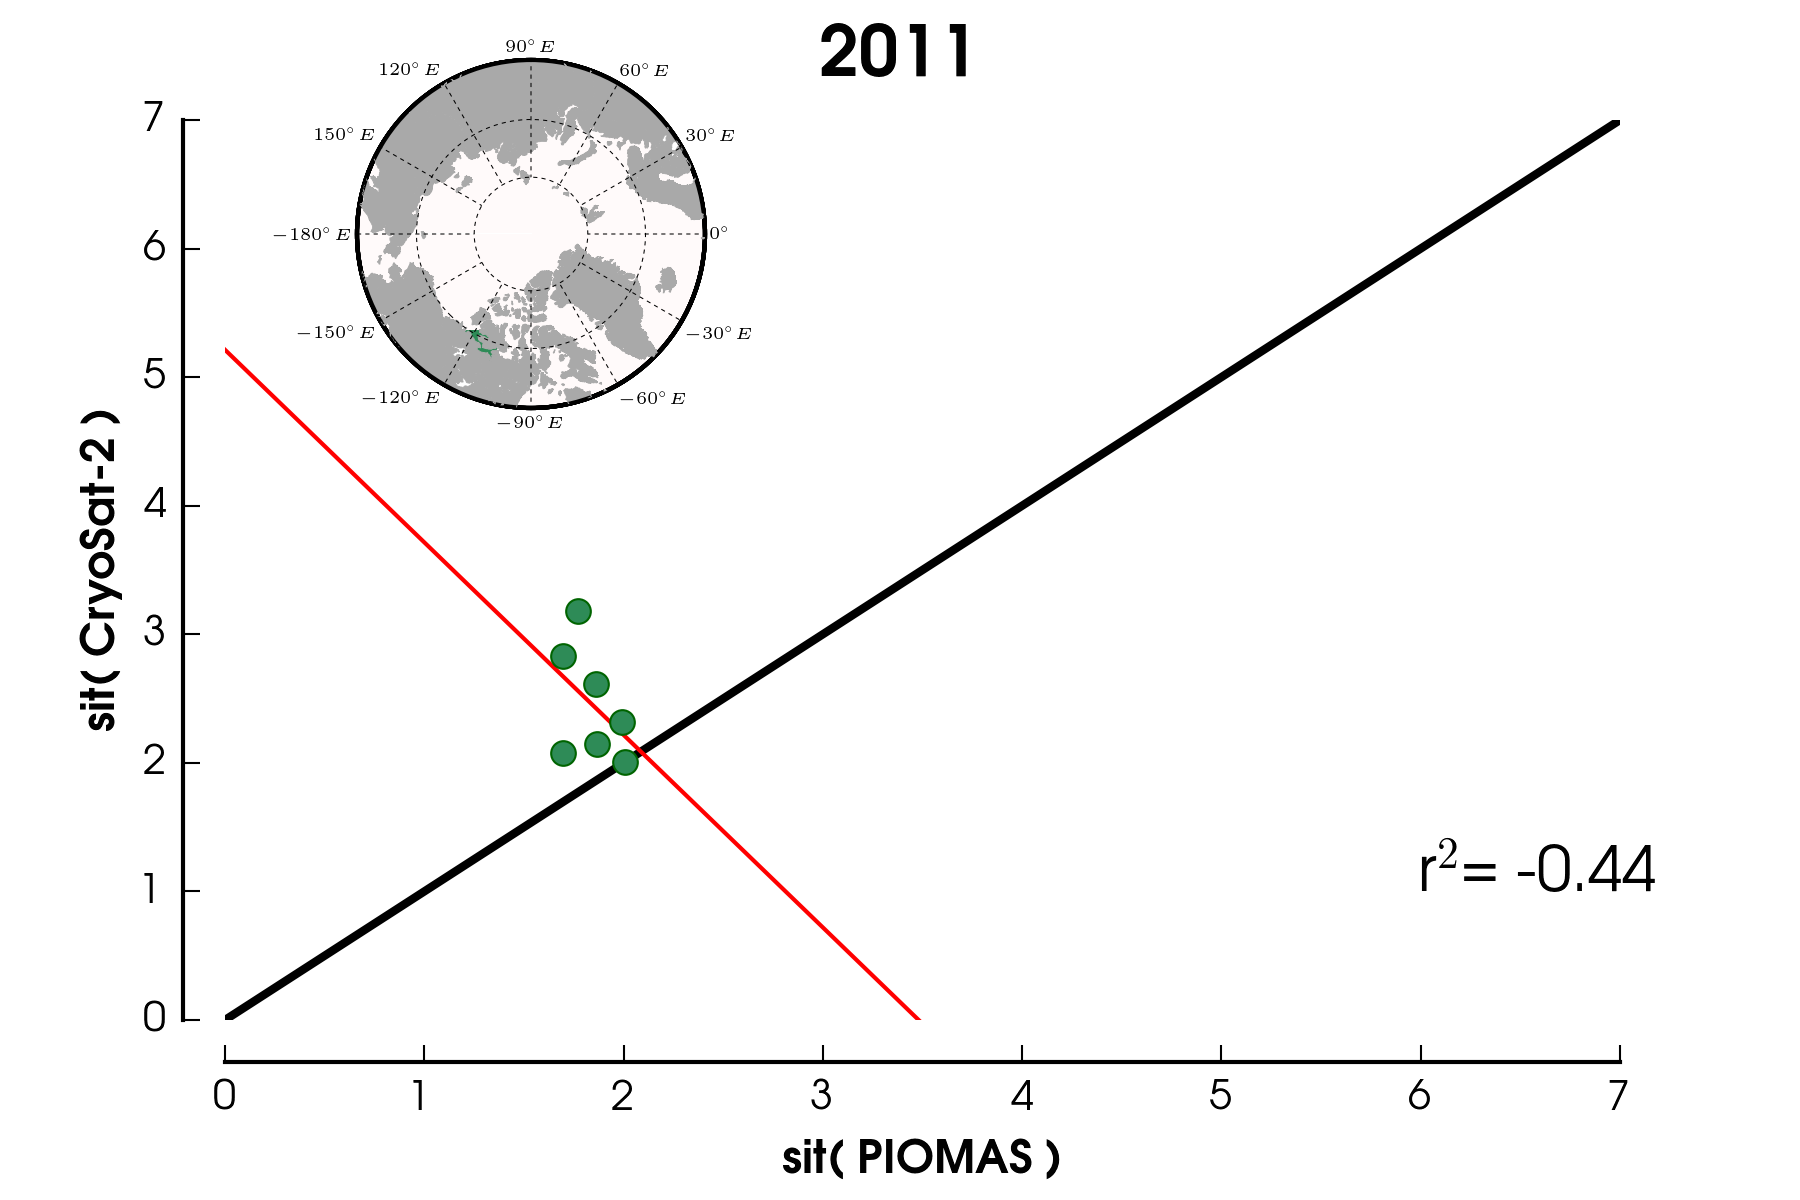 2011
90° E
120° E
60° E
150° E
30° E
−180° E
0°
−150° E
−30° E
−120° E
−60° E
−90° E
7
6
5
4
3
2
1
0
sit( CryoSat-2 )
r²= -0.44
0 1 2 3 4 5 6 7
sit( PIOMAS )